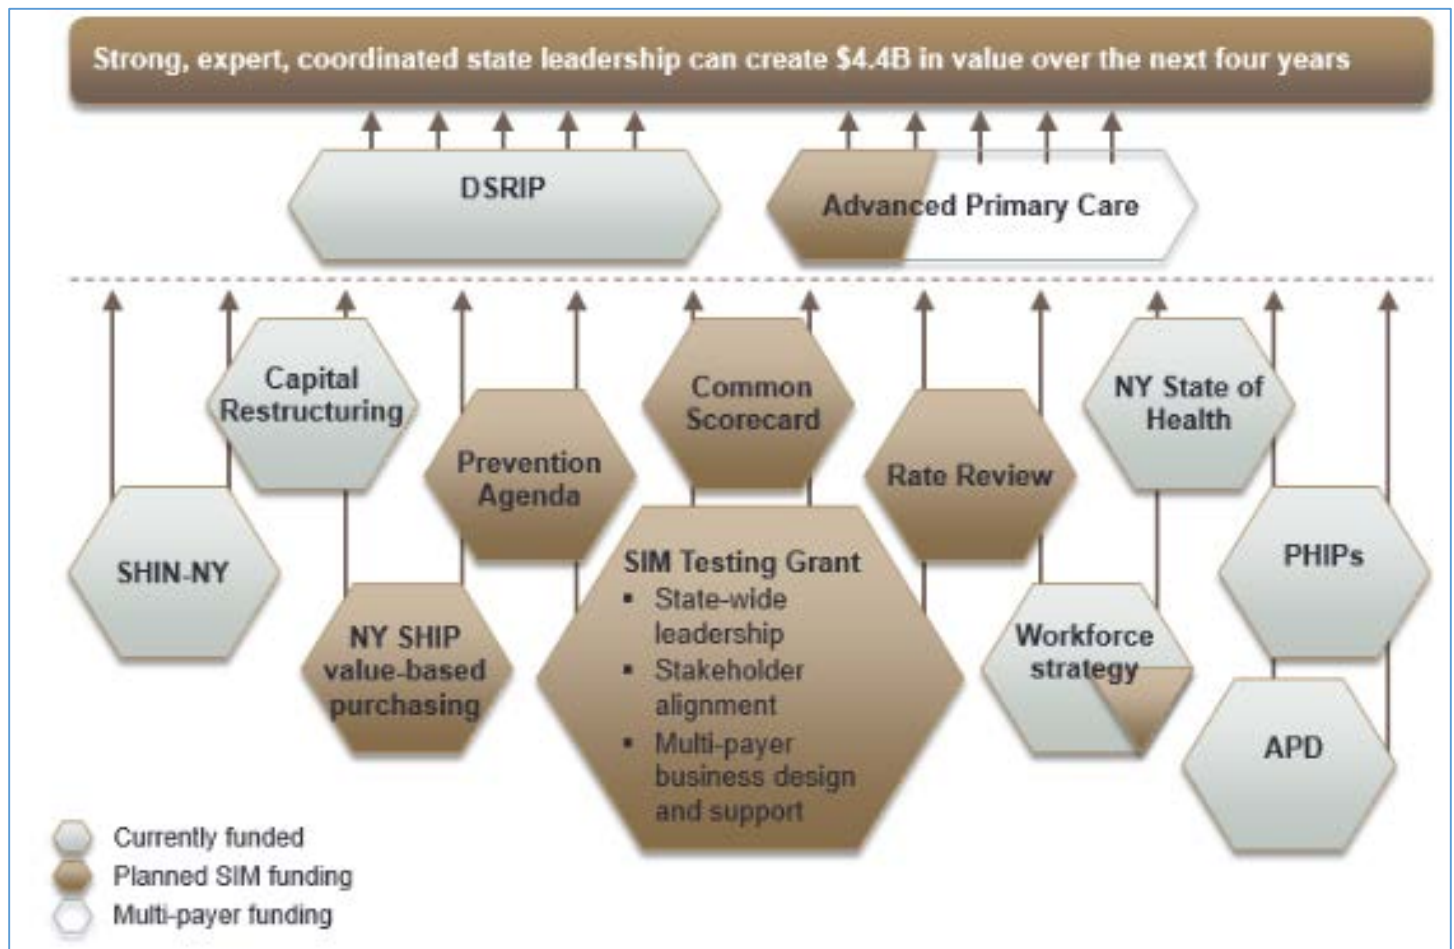 Strong, expert, coordinated state leadership can create $4.4B in value over the next four years
DSRIP
Advanced Primary Care
Capital
Restructuring
Common
Scorecard
NY State of
Health
Prevention
Agenda
Rate Review
SHIN-NY
SIM Testing Grant
▪ State-wide
leadership
▪ Stakeholder
alignment
▪ Multi-payer
business design
and support
PHIPs
NY SHIP
value-based
purchasing
Workforce
strategy
APD
Currently funded
Planned SIM funding
Multi-payer funding